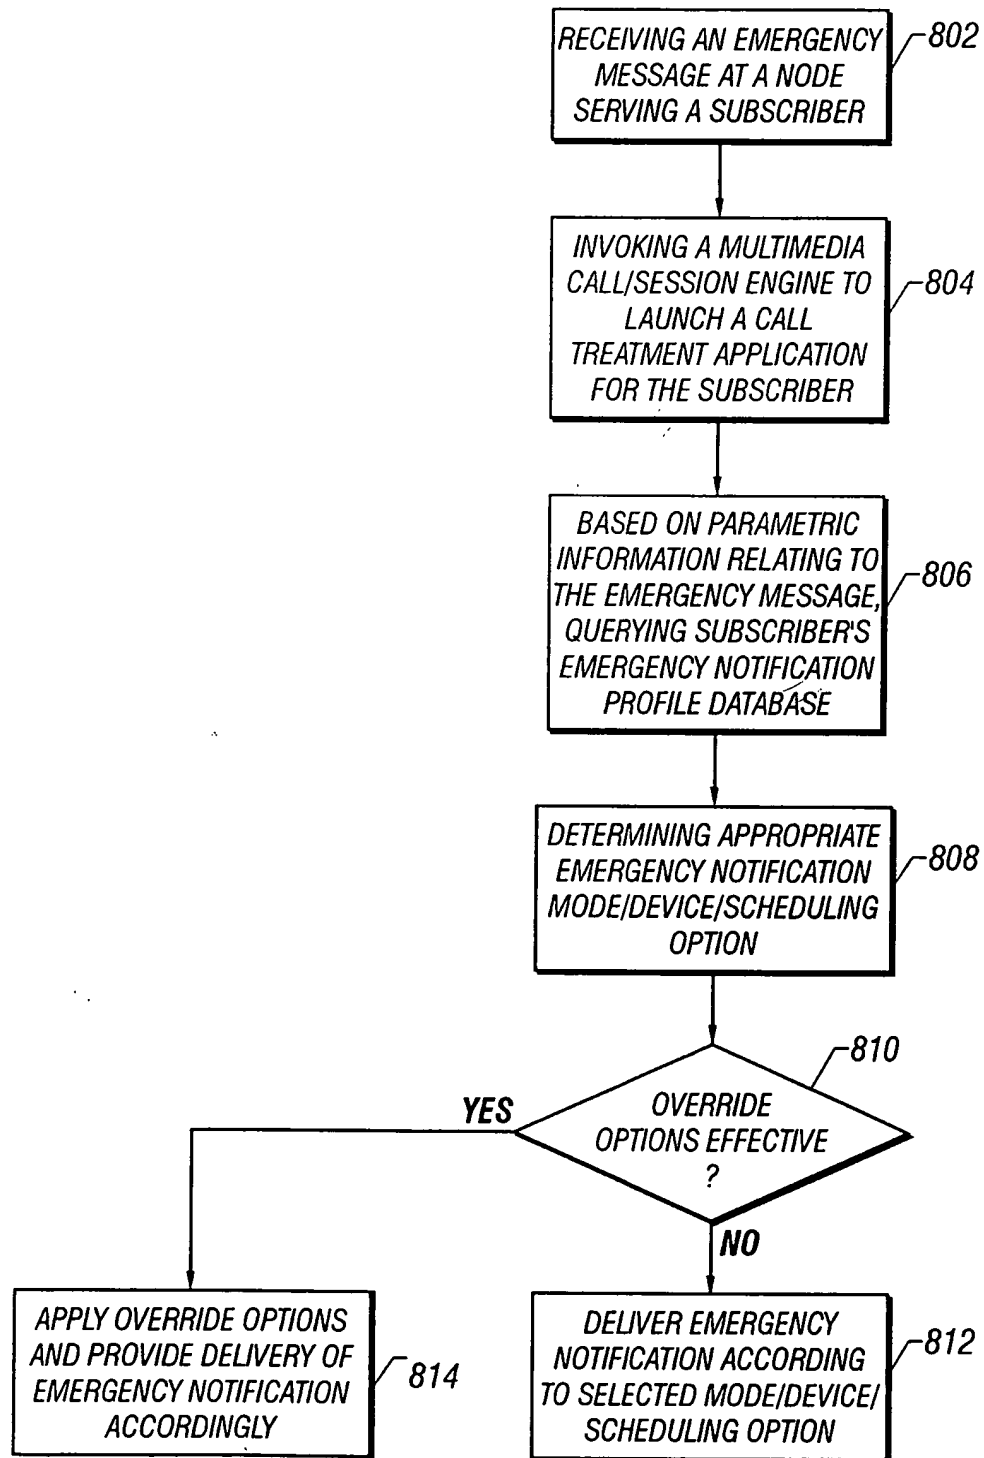 RECEIVING AN EMERGENCY
MESSAGE AT A NODE
SERVING A SUBSCRIBER
802
INVOKING A MULTIMEDIA
CALL/SESSION ENGINE TO
LAUNCH A CALL
TREATMENT APPLICATION
FOR THE SUBSCRIBER
804
BASED ON PARAMETRIC
INFORMATION RELATING TO
THE EMERGENCY MESSAGE,
QUERYING SUBSCRIBER'S
EMERGENCY NOTIFICATION
PROFILE DATABASE
806
DETERMINING APPROPRIATE
EMERGENCY NOTIFICATION
MODE/DEVICE/SCHEDULING
OPTION
808
OVERRIDE
OPTIONS EFFECTIVE
?
810
YES
NO
APPLY OVERRIDE OPTIONS
AND PROVIDE DELIVERY OF
EMERGENCY NOTIFICATION
ACCORDINGLY
814
DELIVER EMERGENCY
NOTIFICATION ACCORDING
TO SELECTED MODE/DEVICE/
SCHEDULING OPTION
812